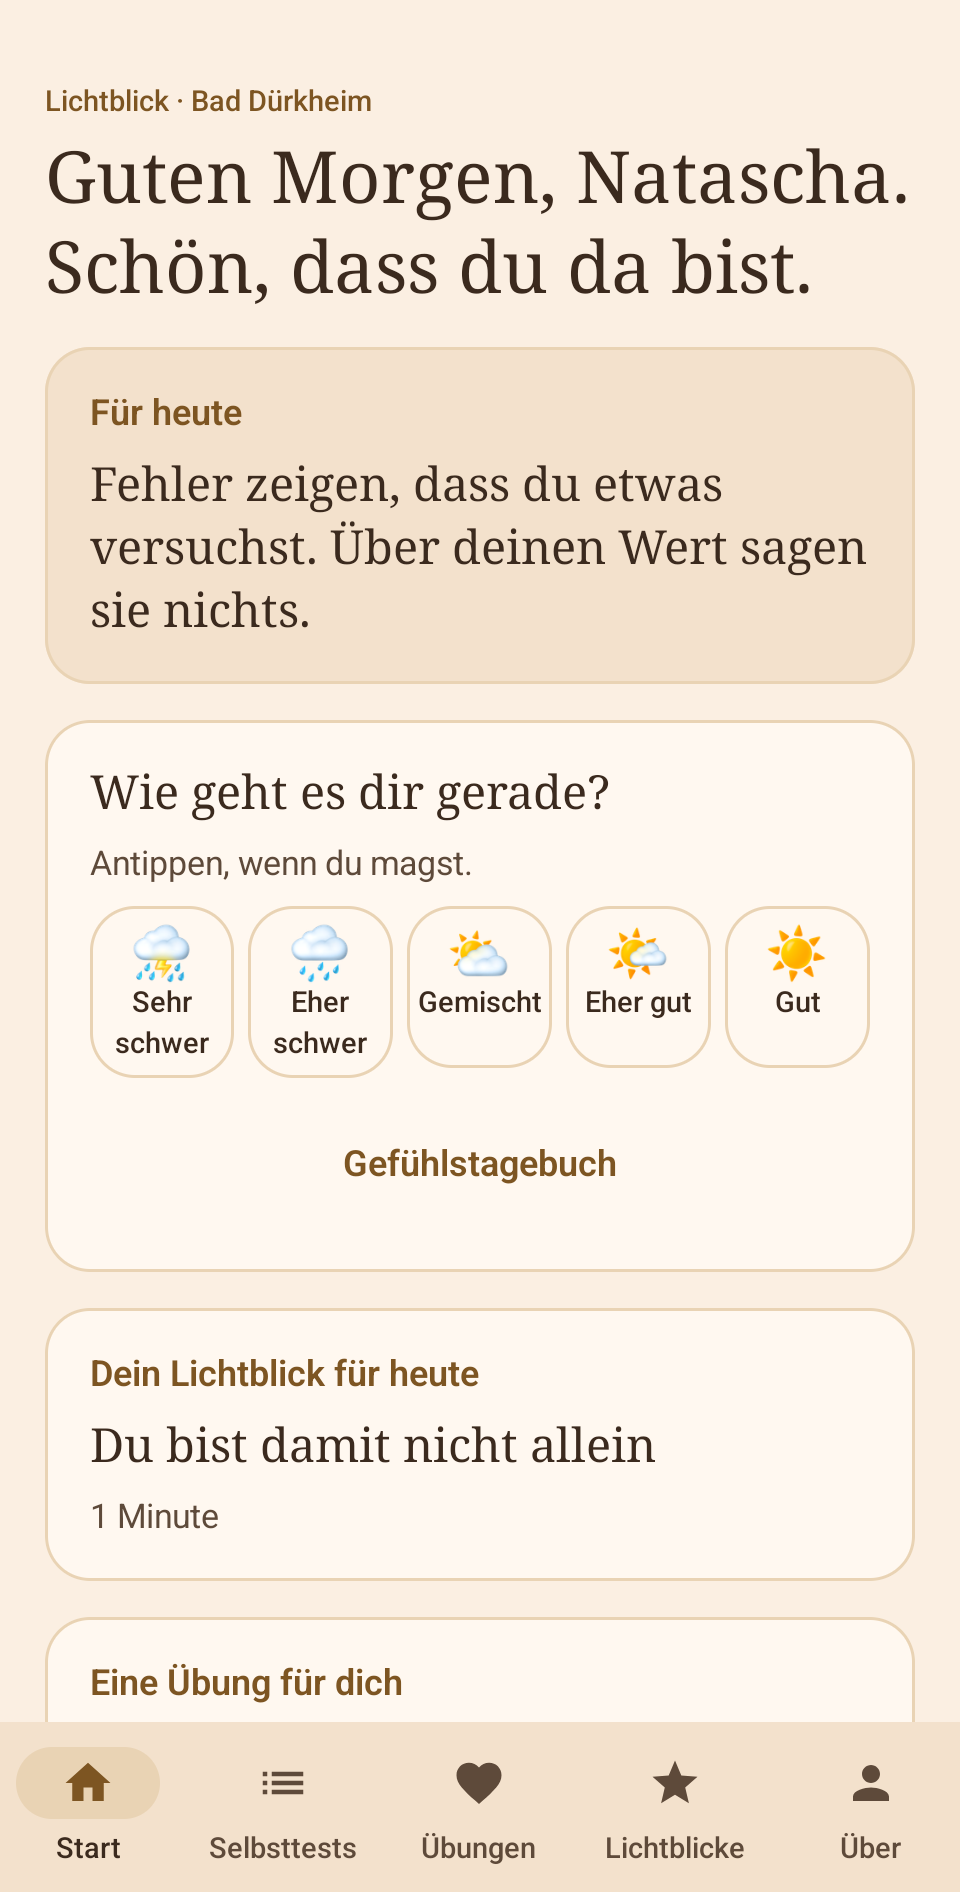 Lichtblick · Bad Dürkheim
Guten Morgen, Natascha.
Schön, dass du da bist.
Für heute
Fehler zeigen, dass du etwas
versuchst. Über deinen Wert sagen
sie nichts.
Wie geht es dir gerade?
Antippen, wenn du magst.
Sehr
schwer
Eher
schwer
Gemischt
Eher gut
Gut
Gefühlstagebuch
Dein Lichtblick für heute
Du bist damit nicht allein
1 Minute
Eine Übung für dich
Start
Selbsttests
Übungen
Lichtblicke
Über